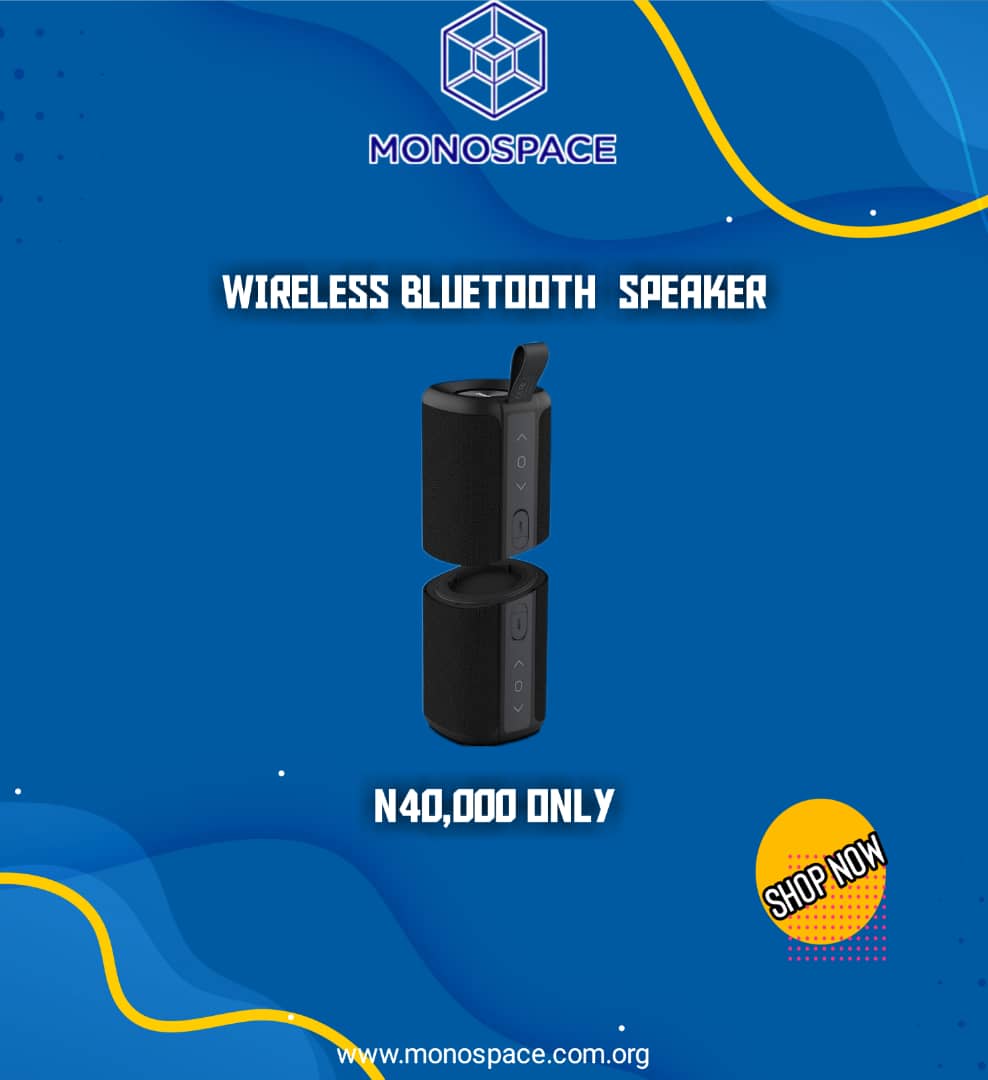 MONOSPACE
WIRELESS BLUETOOTH SPEAKER
N40,000 ONLY
SHOP NOW
www.monospace.com.org